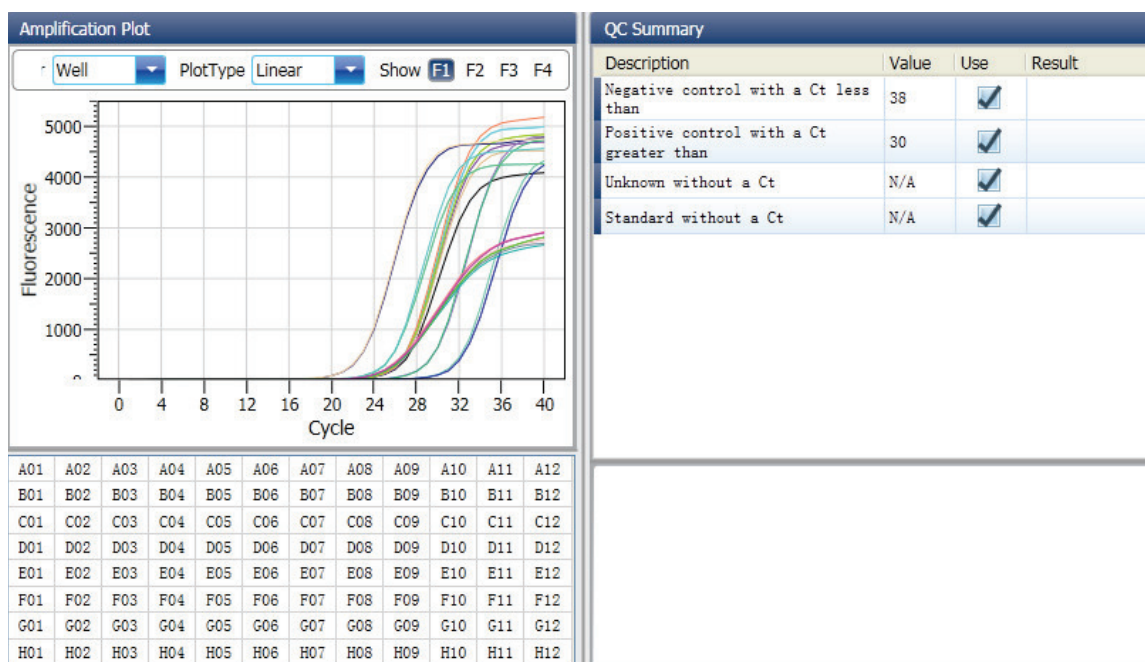 Amplification Plot
Well PlotType Linear Show F1 F2 F3 F4
5000
4000
3000
2000
1000
Fluorescence
0 4 8 12 16 20 24 28 32 36 40
Cycle
A01 A02 A03 A04 A05 A06 A07 A08 A09 A10 A11 A12
B01 B02 B03 B04 B05 B06 B07 B08 B09 B10 B11 B12
C01 C02 C03 C04 C05 C06 C07 C08 C09 C10 C11 C12
D01 D02 D03 D04 D05 D06 D07 D08 D09 D10 D11 D12
E01 E02 E03 E04 E05 E06 E07 E08 E09 E10 E11 E12
F01 F02 F03 F04 F05 F06 F07 F08 F09 F10 F11 F12
G01 G02 G03 G04 G05 G06 G07 G08 G09 G10 G11 G12
H01 H02 H03 H04 H05 H06 H07 H08 H09 H10 H11 H12
QC Summary
Description Value Use Result
Negative control with a Ct less
than 38
Positive control with a Ct
greater than 30
Unknown without a Ct N/A
Standard without a Ct N/A